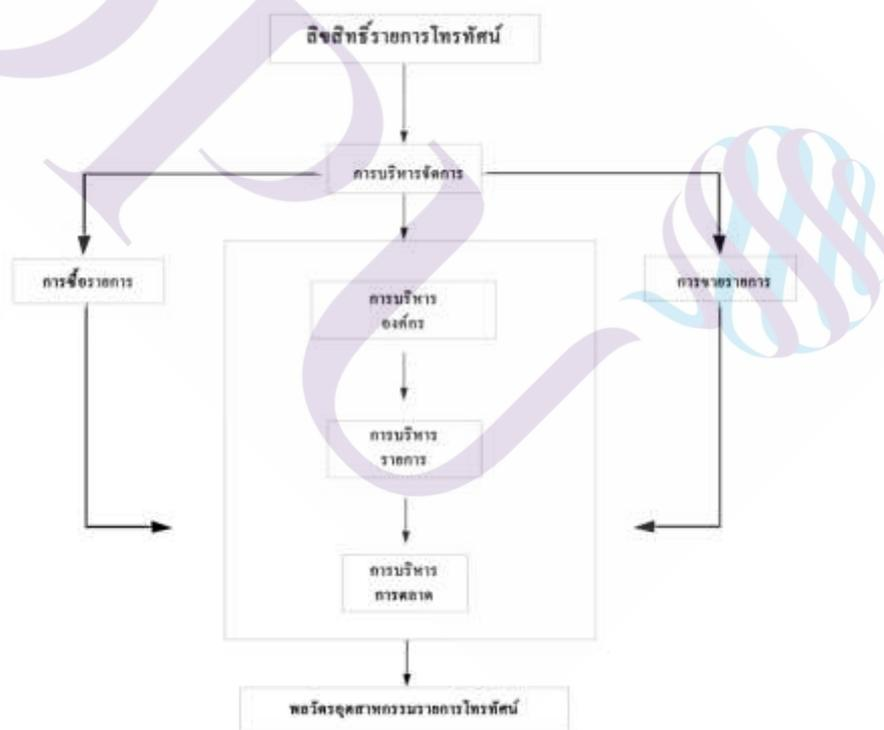 ลิขสิทธิ์รายการโทรทัศน์
การบริหารจัดการ
การซื้อรายการ
การขายรายการ
การบริหาร
องค์กร
การบริหาร
รายการ
การบริหาร
การตลาด
พลวัตรอุตสาหกรรมรายการโทรทัศน์